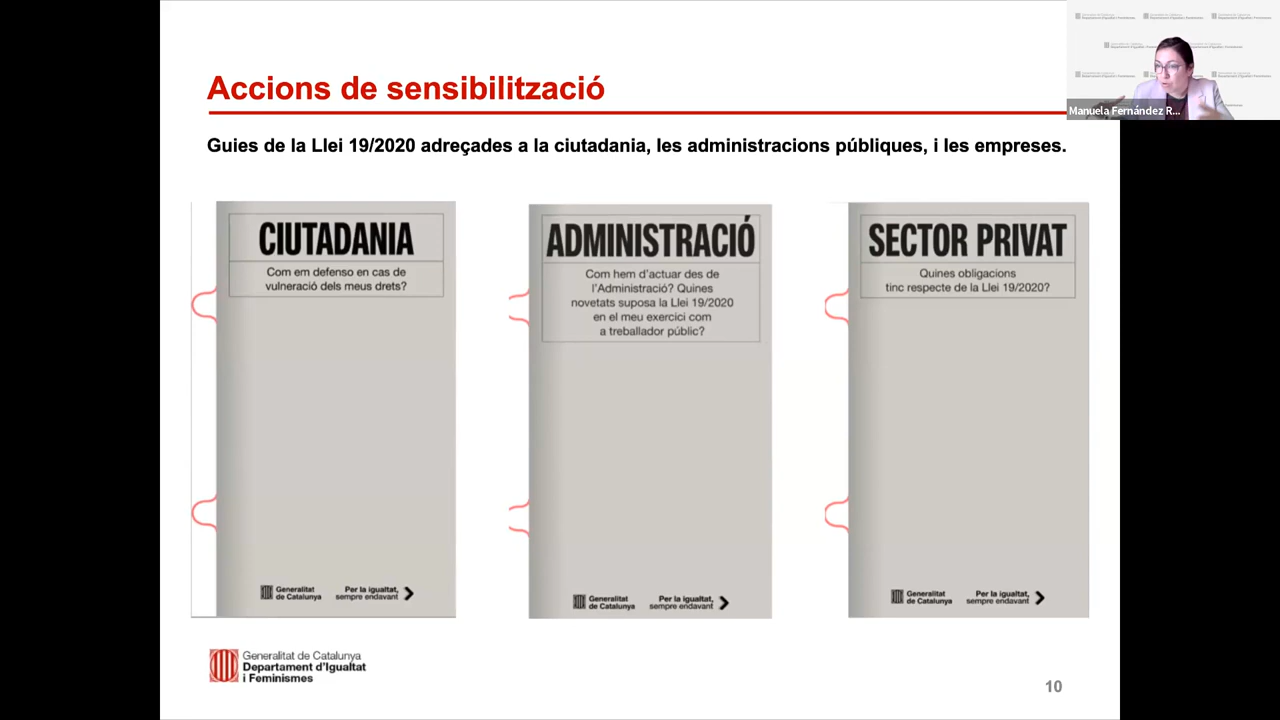 Accions de sensibilització
Guies de la Llei 19/2020 adreçades a la ciutadania, les administracions públiques, i les empreses.
CIUTADANIA
Com em defenso en cas de
vulneració dels meus drets?
Generalitat
de Catalunya
Per la igualtat,
sempre endavant
ADMINISTRACIÓ
Com hem d'actuar des de
l'Administració? Quines
novetats suposa la Llei 19/2020
en el meu exercici com
a treballador públic?
Generalitat
de Catalunya
Per la igualtat,
sempre endavant
SECTOR PRIVAT
Quines obligacions
tinc respecte de la Llei 19/2020?
Generalitat
de Catalunya
Per la igualtat,
sempre endavant
Generalitat de Catalunya
Departament d'Igualtat
i Feminismes
10
Manuela Fernández R...